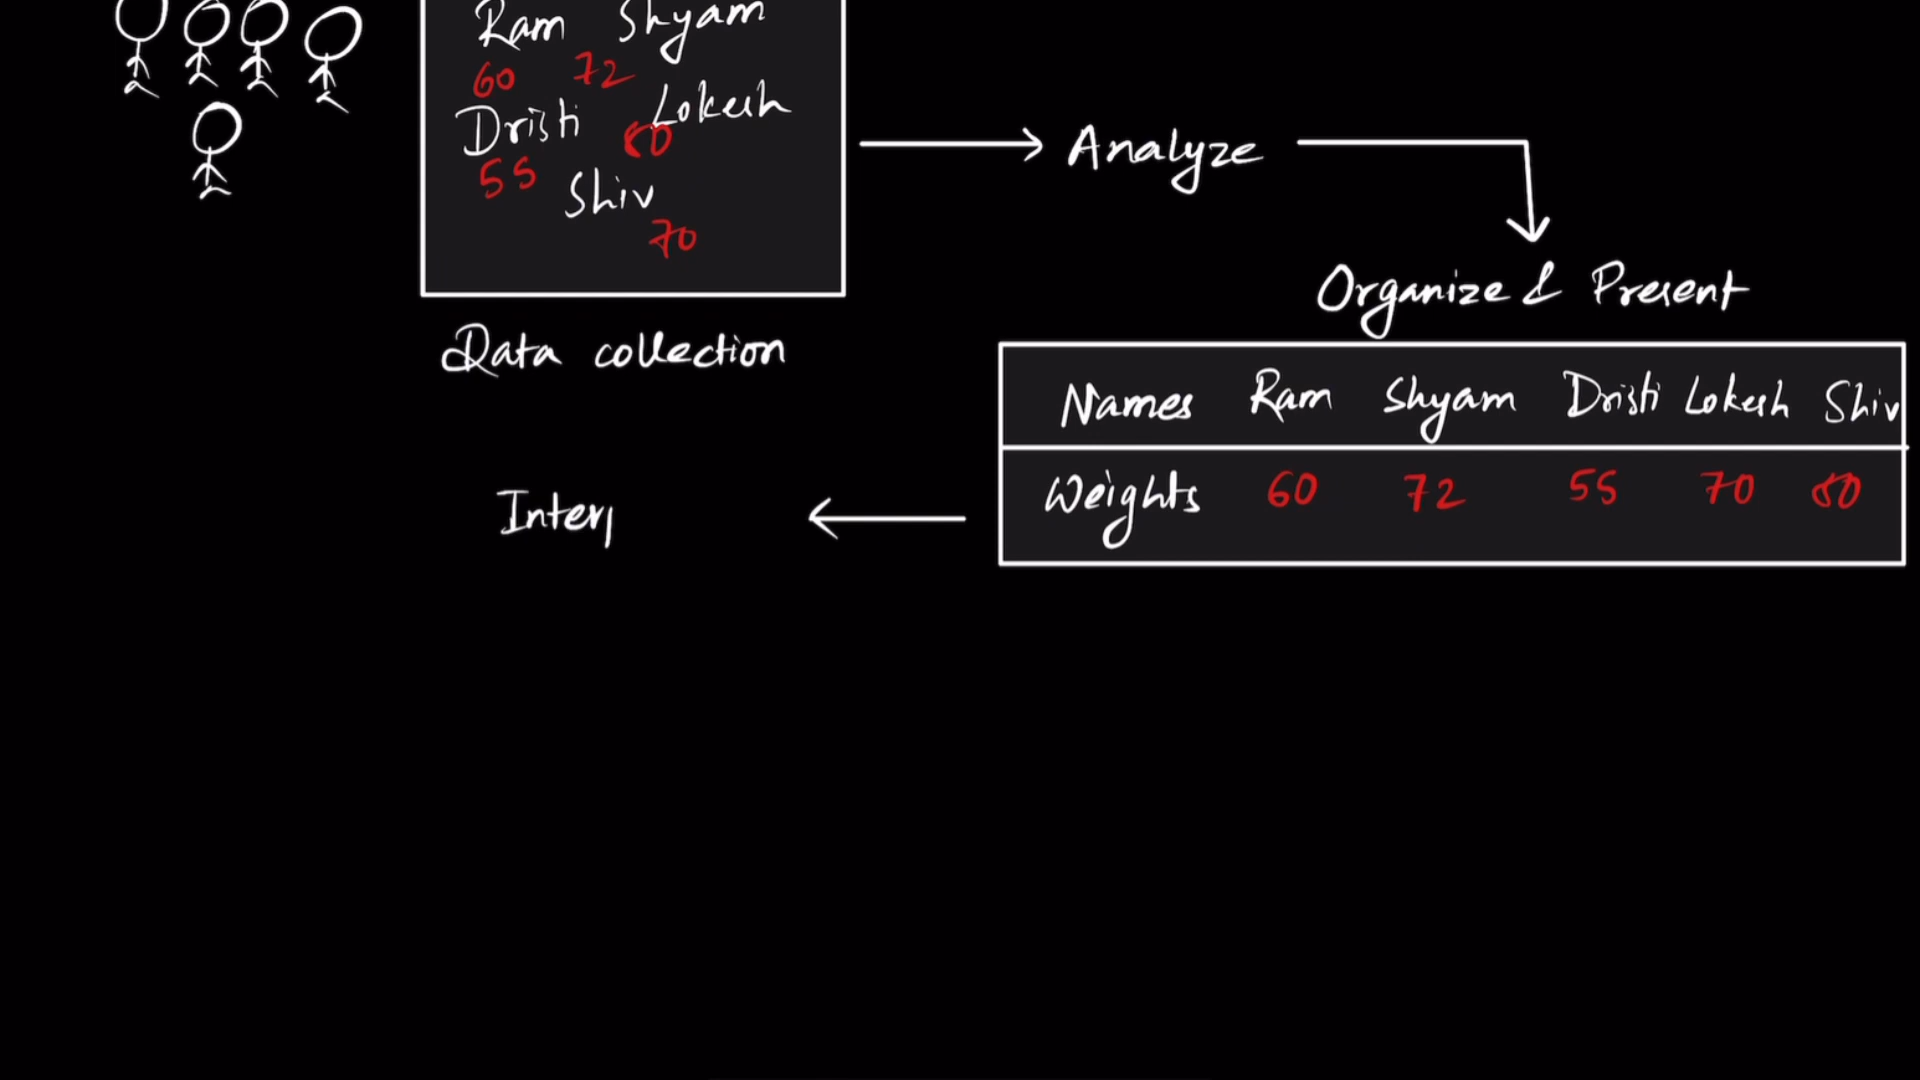 Ram Shyam
60 72
Dristi Lokesh
55 80
Shiv
70
Data collection
Analyze
Organize & Present
Names Ram Shyam Dristi Lokesh Shiv
Weights 60 72 55 70 80
Interp